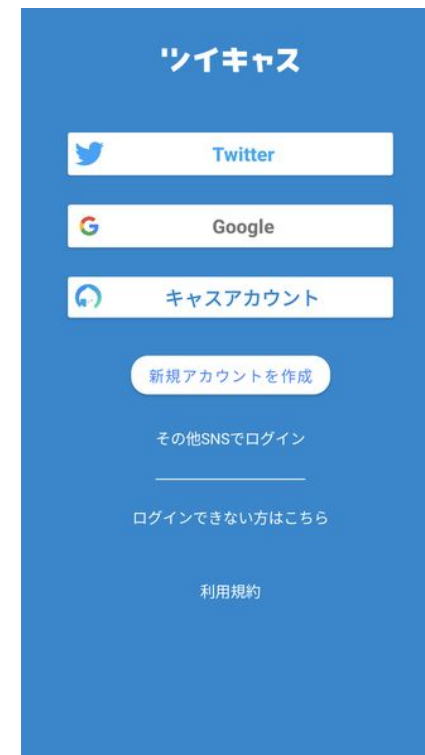 ツイキャス
Twitter
Google
キャスアカウント
新規アカウントを作成
その他SNSでログイン
ログインできない方はこちら
利用規約